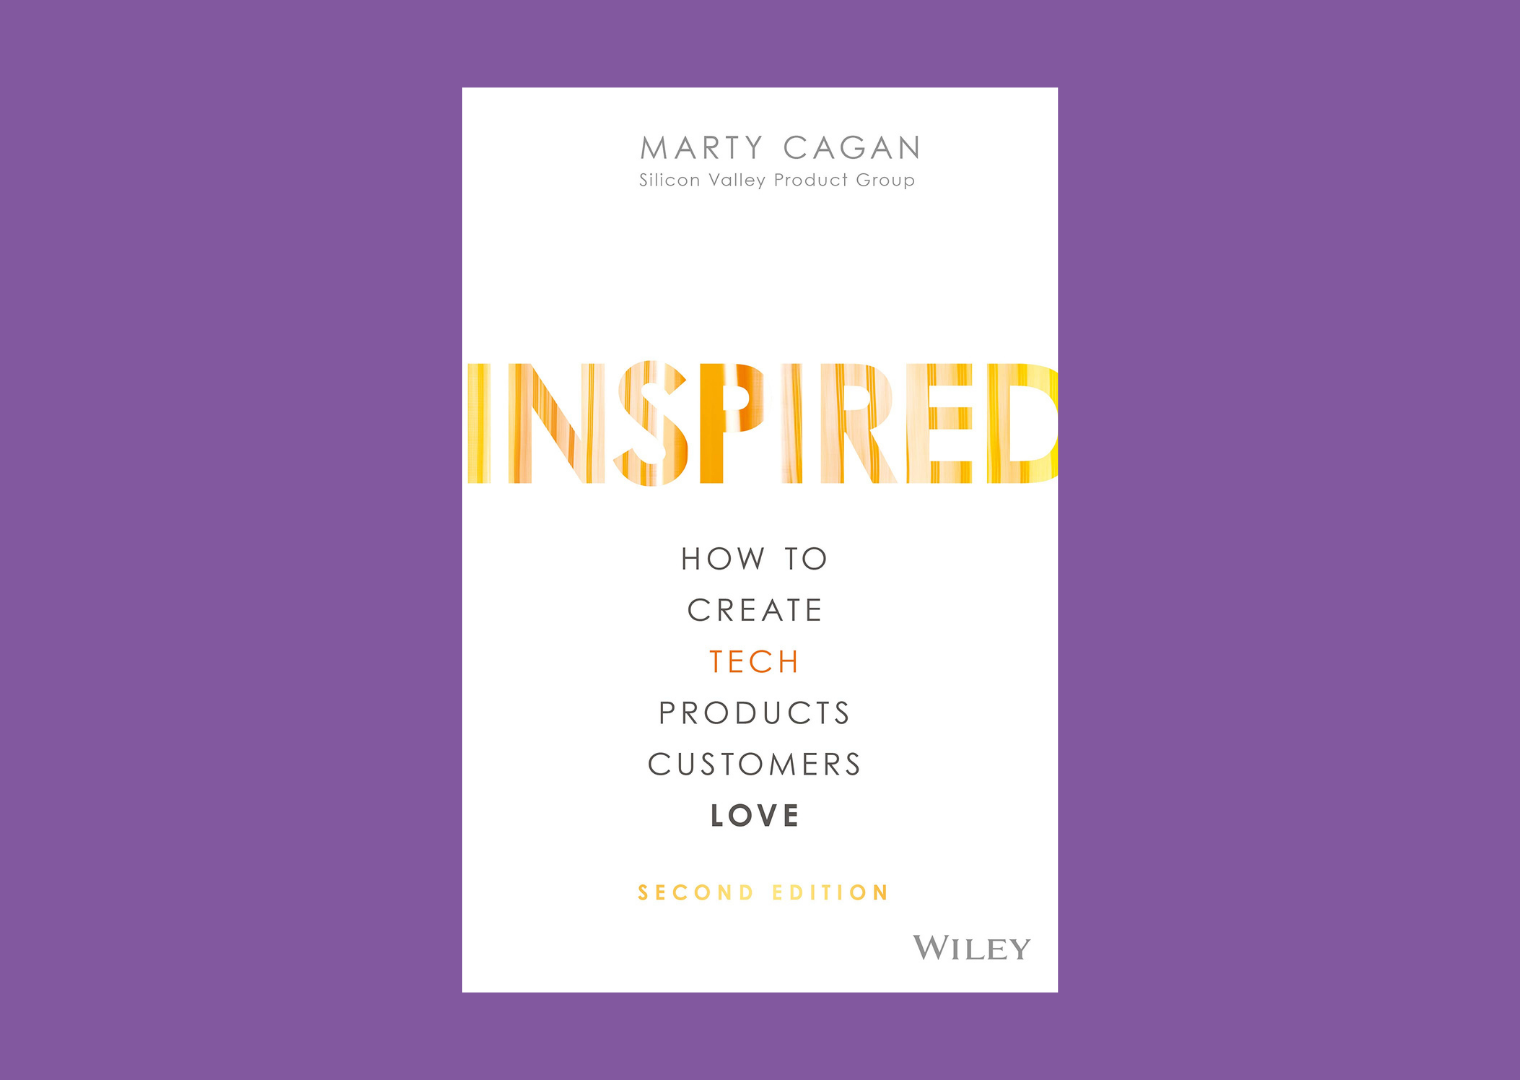 MARTY CAGAN
Silicon Valley Product Group
INSPIRED
HOW TO
CREATE
TECH
PRODUCTS
CUSTOMERS
LOVE
SECOND EDITION
WILEY